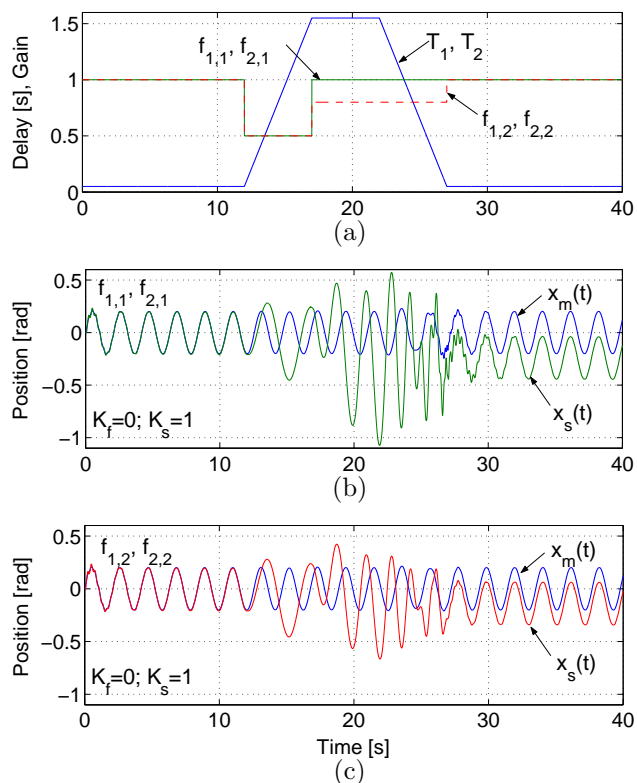 Delay [s], Gain
1.5
1
0.5
0
f1,1, f2,1
T1, T2
f1,2, f2,2
0 10 20 30 40
(a)
Position [rad]
0.5
0
−0.5
−1
f1,1, f2,1
xm(t)
xs(t)
Kf=0; Ks=1
0 10 20 30 40
(b)
Position [rad]
0.5
0
−0.5
−1
f1,2, f2,2
xm(t)
xs(t)
Kf=0; Ks=1
0 10 20 30 40
Time [s]
(c)